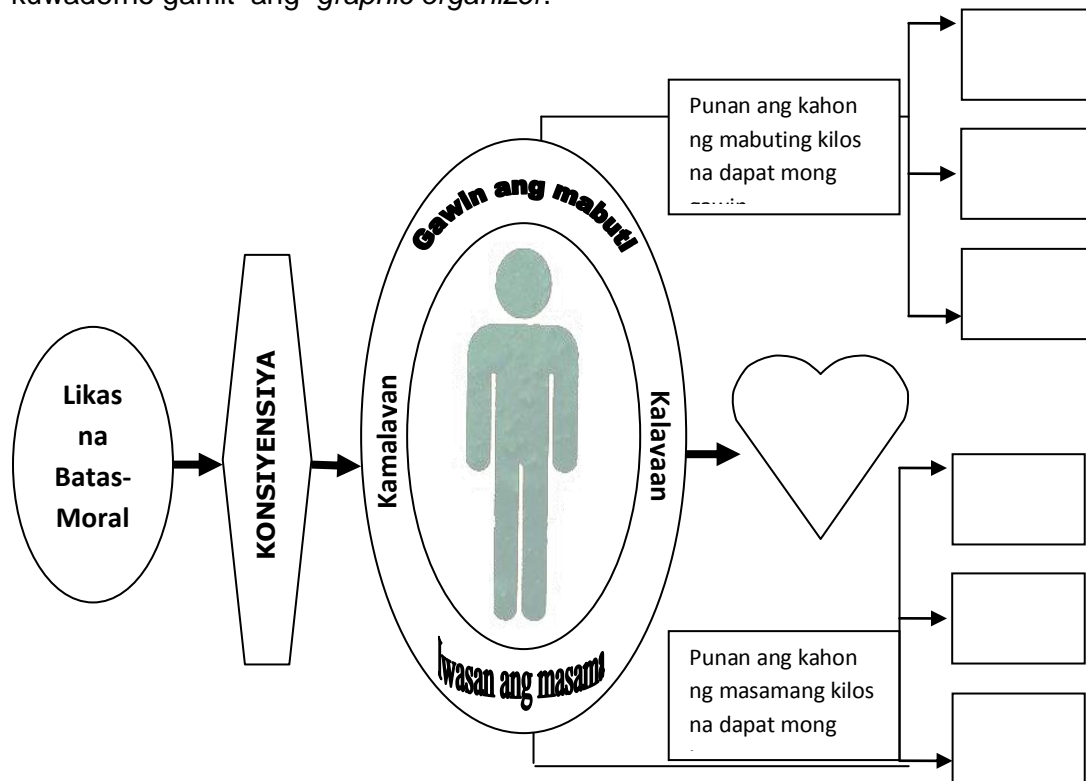 kuwaderno gamit ang graphic organizer.
Punan ang kahon
ng mabuting kilos
na dapat mong
Gawin ang mabuti
Likas
na
Batas-
Moral
KONSIYENSIYA
Kamalayan
Kalayaan
Iwasan ang masama
Punan ang kahon
ng masamang kilos
na dapat mong